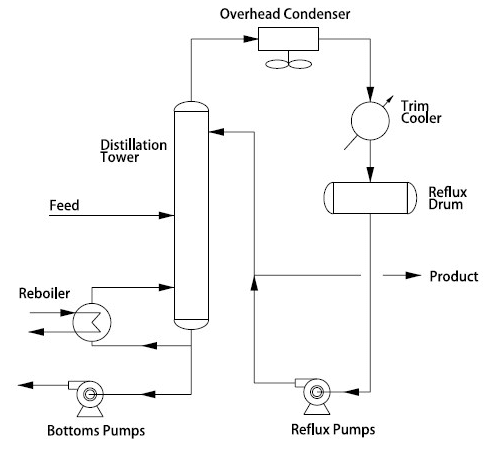 Overhead Condenser
Trim
Cooler
Distillation
Tower
Reflux
Drum
Feed
Product
Reboiler
Bottoms Pumps
Reflux Pumps